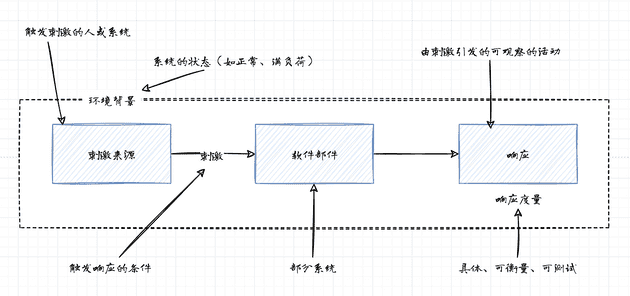 触发刺激的人或系统
系统的状态（如正常、满负荷）
由刺激引发的可观察的活动
环境背景
刺激来源
刺激
软件部件
响应
响应度量
触发响应的条件
部分系统
具体、可衡量、可测试